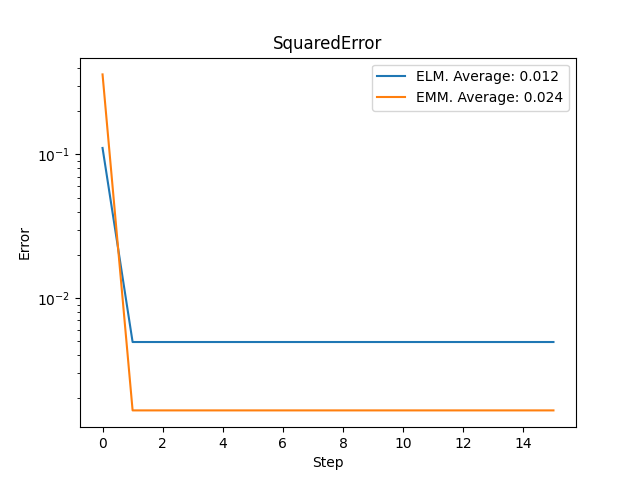 SquaredError
ELM. Average: 0.012
EMM. Average: 0.024
10⁻¹
10⁻²
Error
0 2 4 6 8 10 12 14
Step